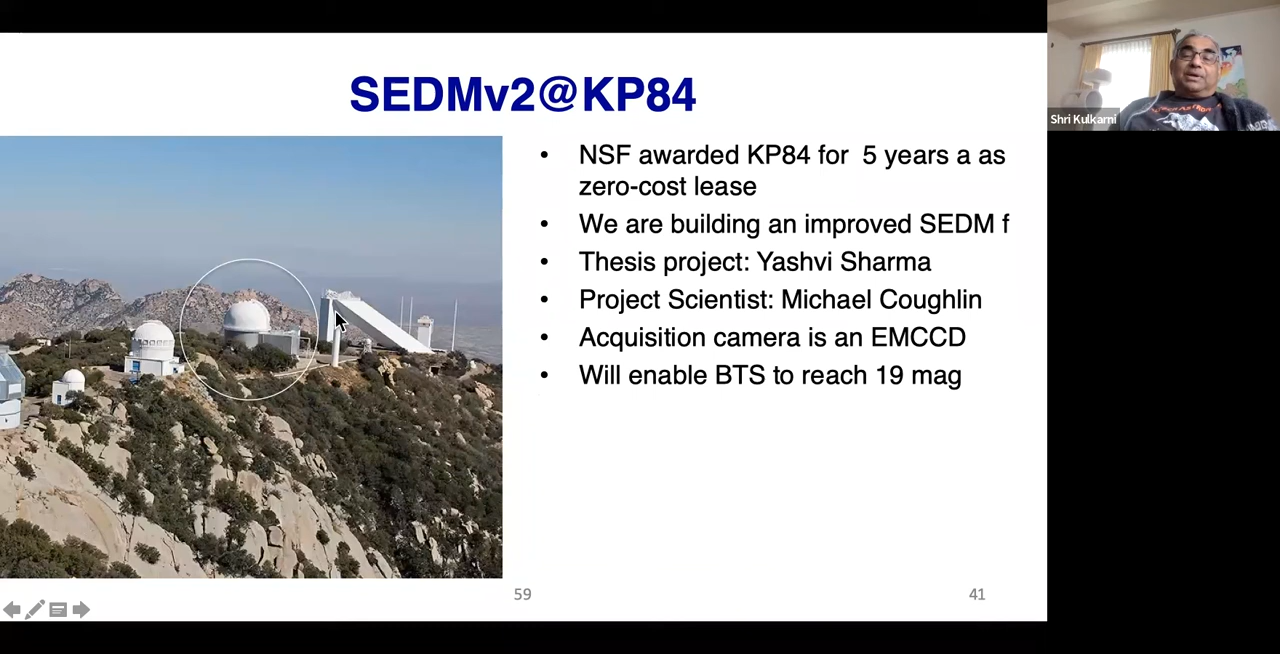 SEDMv2@KP84
• NSF awarded KP84 for 5 years a as
zero-cost lease
• We are building an improved SEDM f
• Thesis project: Yashvi Sharma
• Project Scientist: Michael Coughlin
• Acquisition camera is an EMCCD
• Will enable BTS to reach 19 mag
59
41
Shri Kulkarni